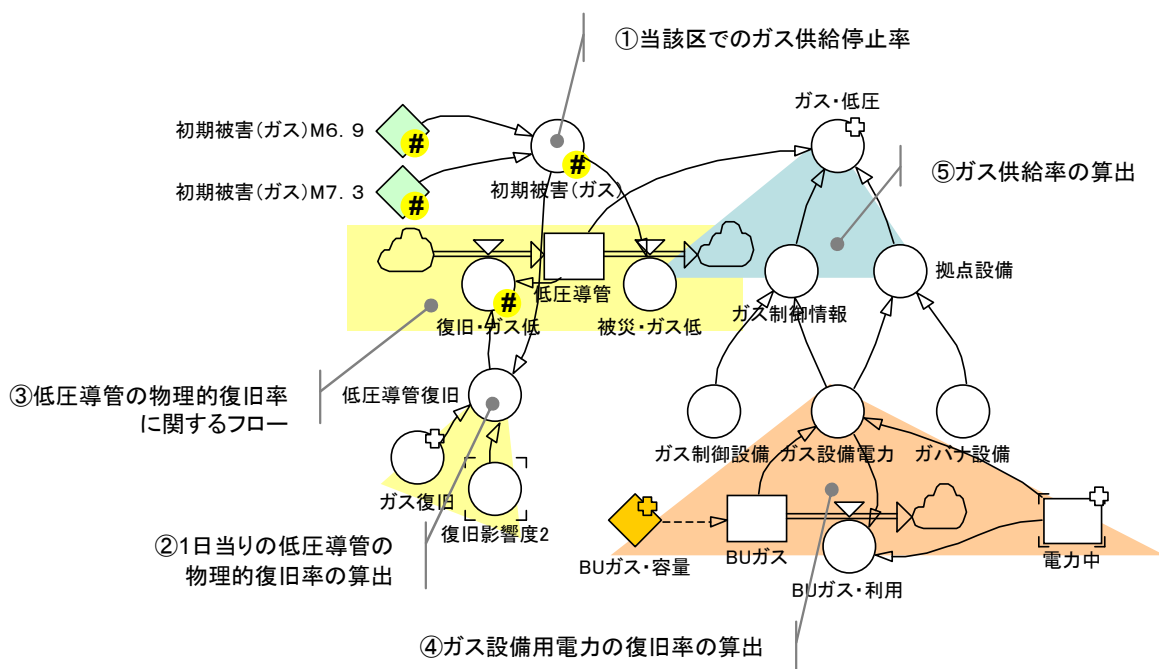 ①当該区でのガス供給停止率
ガス・低圧
初期被害(ガス)M6.9
#
#
初期被害(ガス)M7.3
#
初期被害(ガス)
⑤ガス供給率の算出
拠点設備
低圧導管
ガス制御情報
#
復旧・ガス低
被災・ガス低
③低圧導管の物理的復旧率
に関するフロー
低圧導管復旧
ガス制御設備
ガス設備電力
ガバナ設備
ガス復旧
復旧影響度2
②1日当りの低圧導管の
物理的復旧率の算出
BUガス・容量
BUガス
電力中
BUガス・利用
④ガス設備用電力の復旧率の算出